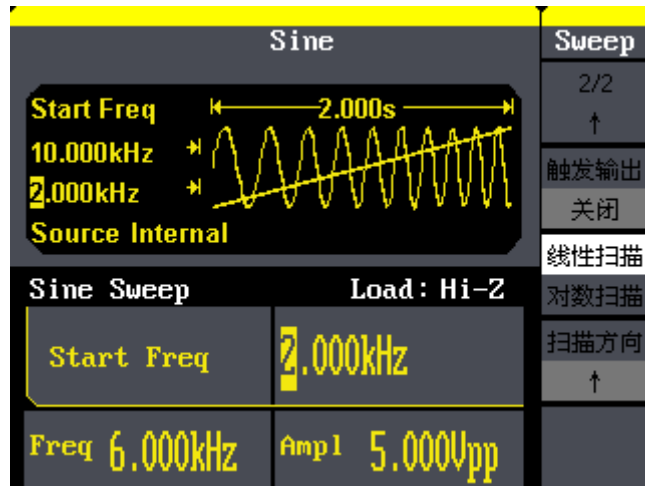 Sine
Sweep
Start Freq
2.000s
10.000kHz
2.000kHz
Source Internal
2/2
↑
触发输出
关闭
线性扫描
对数扫描
扫描方向
↑
Sine Sweep
Load: Hi-Z
Start Freq
2.000kHz
Freq 6.000kHz
Ampl 5.000Vpp